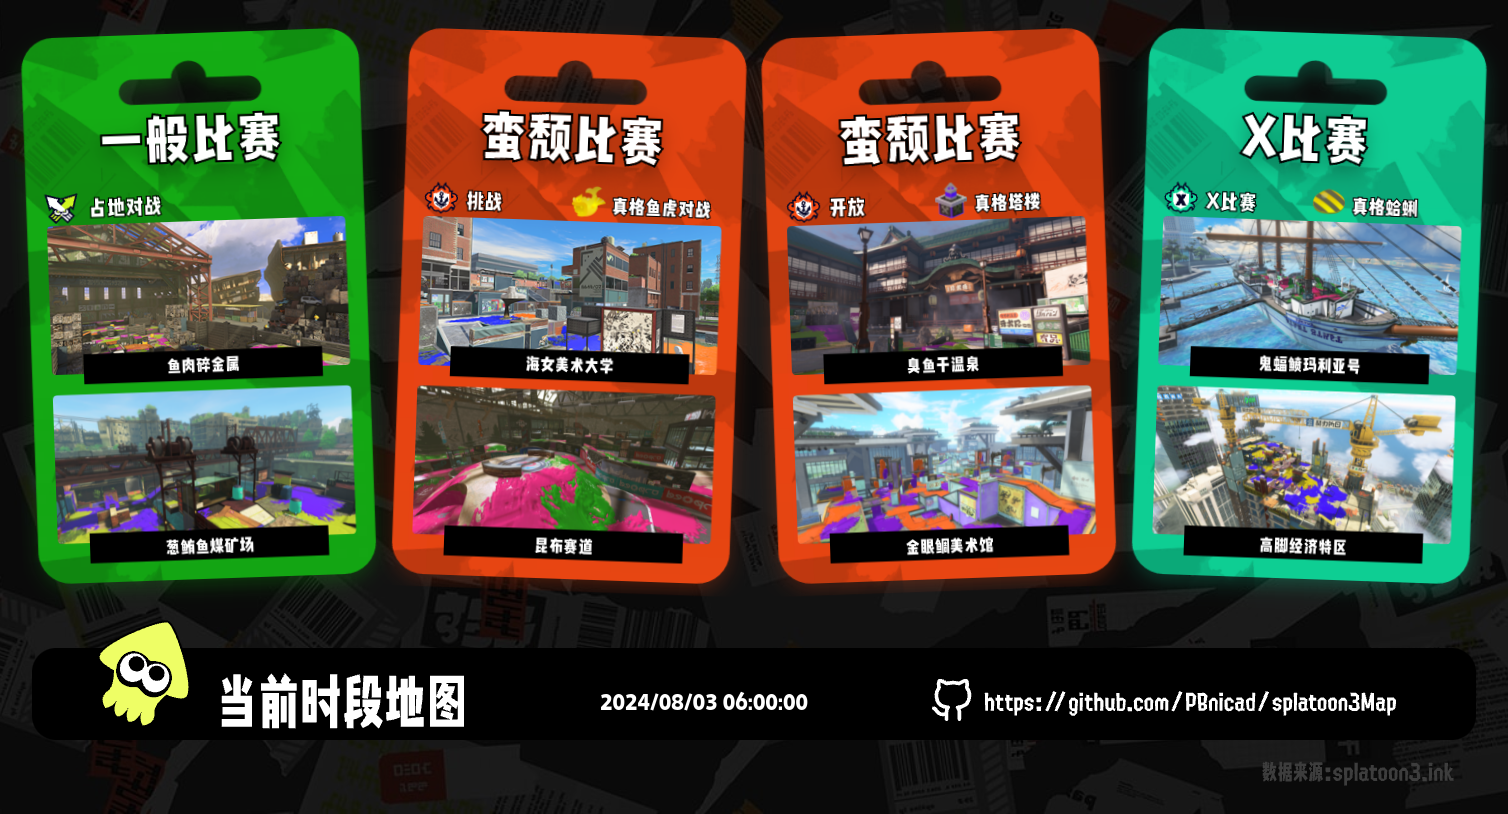 一般比赛
占地对战
鱼肉碎金属
葱鲔鱼煤矿场
蛮颓比赛
挑战
真格鱼虎对战
海女美术大学
昆布赛道
蛮颓比赛
开放
真格塔楼
臭鱼干温泉
金眼鲷美术馆
X比赛
X比赛
真格蛤蜊
鬼蝠鲼玛利亚号
高脚经济特区
当前时段地图
2024/08/03 06:00:00
https://github.com/PBnicad/splatoon3Map
数据来源:splatoon3.ink